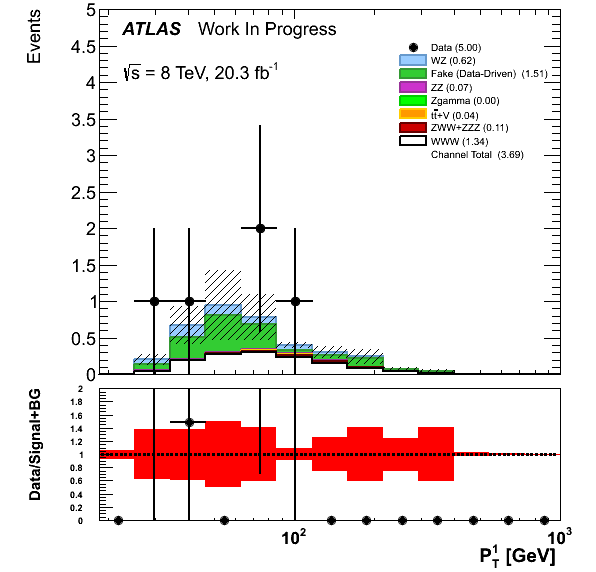 Events
ATLAS Work In Progress
√s = 8 TeV, 20.3 fb⁻¹
Data (5.00)
WZ (0.62)
Fake (Data-Driven) (1.51)
ZZ (0.07)
Zgamma (0.00)
tt̄+V (0.04)
ZWW+ZZZ (0.11)
WWW (1.34)
Channel Total (3.69)
5
4.5
4
3.5
3
2.5
2
1.5
1
0.5
0
Data/Signal+BG
2
1.8
1.6
1.4
1.2
1
0.8
0.6
0.4
0.2
0
10²
10³
P¹_T [GeV]